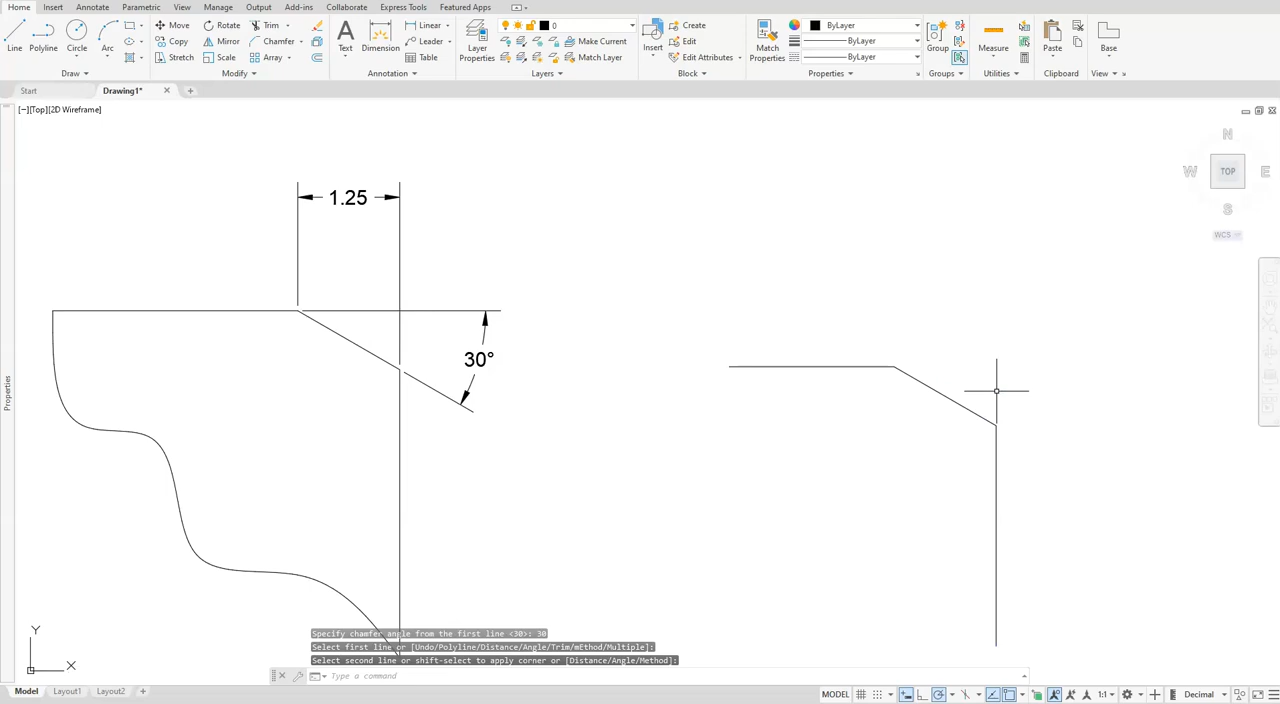 Home Insert Annotate Parametric View Manage Output Add-ins Collaborate Express Tools Featured Apps
Line Polyline Circle Arc
Draw
Move Rotate Trim
Copy Mirror Chamfer
Stretch Scale Array
Modify
Text Dimension
Linear
Leader
Table
Annotation
Layer Properties
0
Make Current
Match Layer
Layers
Insert
Create
Edit
Edit Attributes
Block
Match Properties
ByLayer
ByLayer
ByLayer
Properties
Group
Groups
Measure
Utilities
Paste
Clipboard
Base
View
Start Drawing1*
[−][Top][2D Wireframe]
N
W TOP E
S
WCS
Properties
1.25
30°
Y
X
Specify chamfer angle from the first line <30>: 30
Select first line or [Undo/Polyline/Distance/Angle/Trim/mEthod/Multiple]:
Select second line or shift-select to apply corner or [Distance/Angle/Method]:
Type a command
Model Layout1 Layout2
MODEL 1:1 Decimal